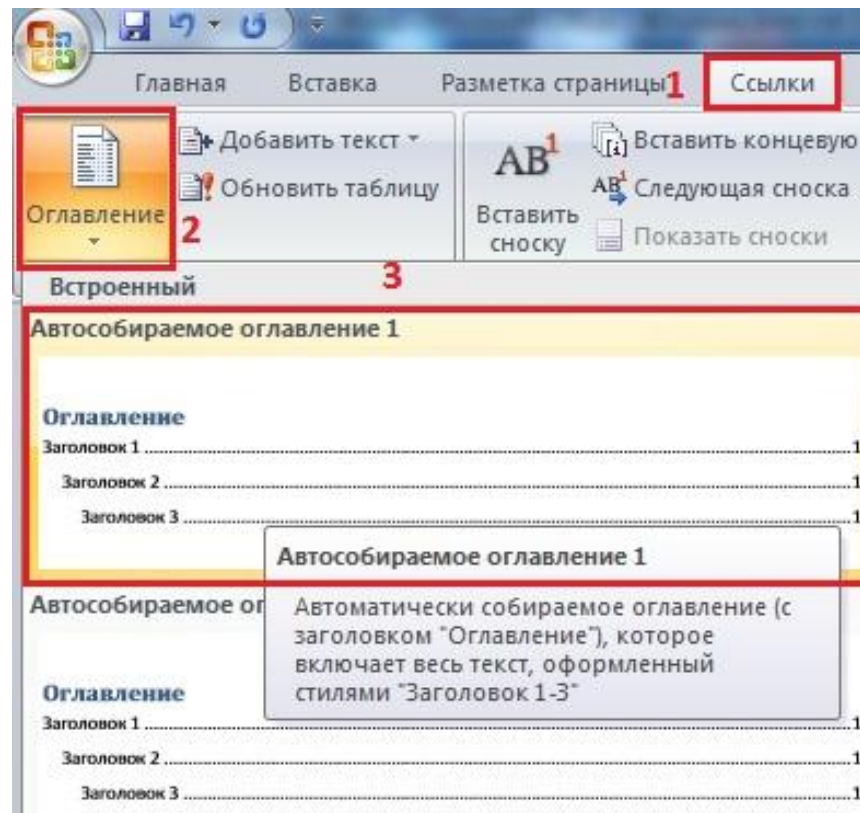 Главная Вставка Разметка страницы 1 Ссылки
Добавить текст
Обновить таблицу
Оглавление
2
AB1
Вставить сноску
[i] Вставить концевую
AB1 Следующая сноска
Показать сноски
3
Встроенный
Автособираемое оглавление 1
Оглавление
Заголовок 1 1
Заголовок 2 1
Заголовок 3 1
Автособираемое оглавление 1
Автоматически собираемое оглавление (с
заголовком "Оглавление"), которое
включает весь текст, оформленный
стилями "Заголовок 1-3"
Автособираемое ог
Оглавление
Заголовок 1 1
Заголовок 2 1
Заголовок 3 1